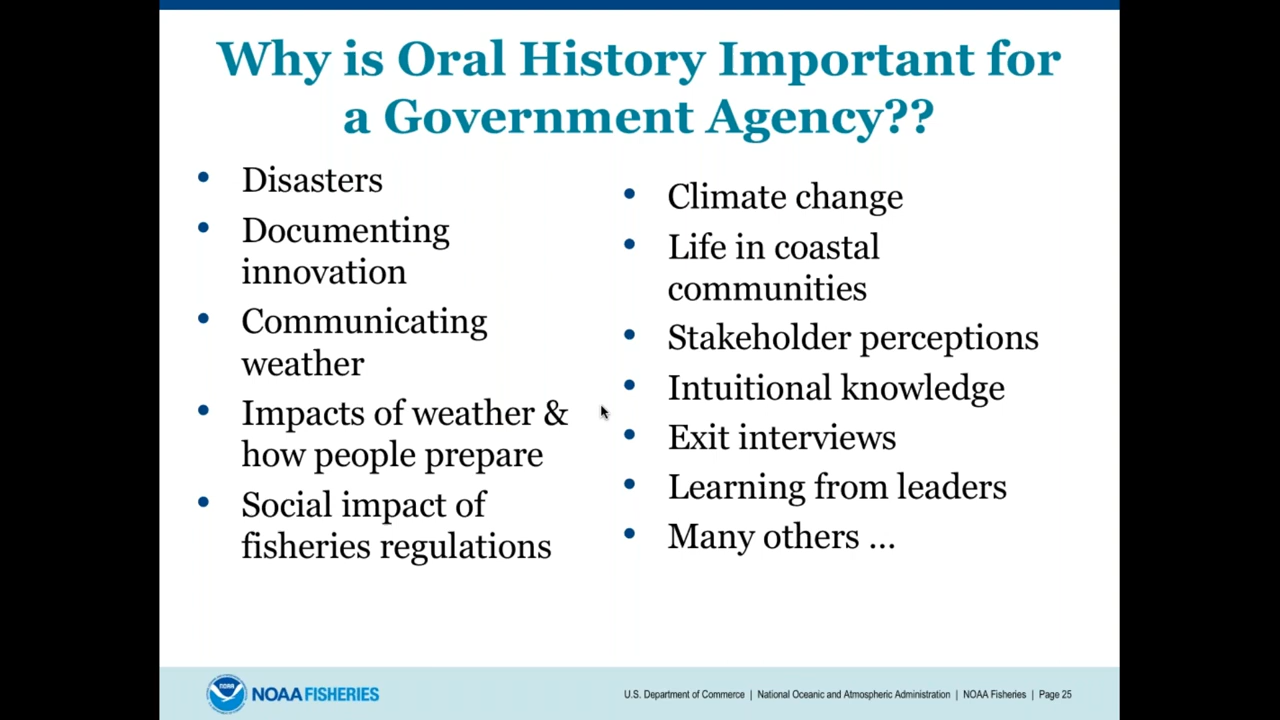 Why is Oral History Important for
a Government Agency??
Disasters
Documenting
innovation
Communicating
weather
Impacts of weather &
how people prepare
Social impact of
fisheries regulations
Climate change
Life in coastal
communities
Stakeholder perceptions
Intuitional knowledge
Exit interviews
Learning from leaders
Many others ...
NOAA FISHERIES
U.S. Department of Commerce | National Oceanic and Atmospheric Administration | NOAA Fisheries | Page 25